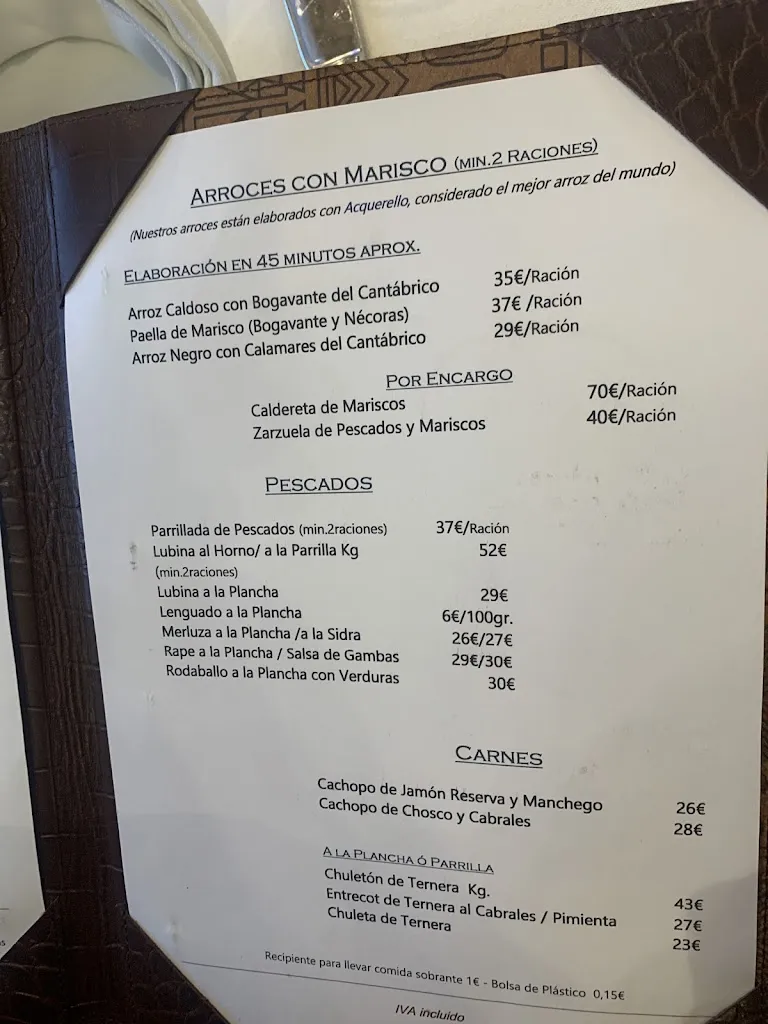 ARROCES CON MARISCO (MIN.2 RACIONES)
(Nuestros arroces están elaborados con Acquerello, considerado el mejor arroz del mundo)
ELABORACIÓN EN 45 MINUTOS APROX.
Arroz Caldoso con Bogavante del Cantábrico 35€/Ración
Paella de Marisco (Bogavante y Nécoras) 37€ /Ración
Arroz Negro con Calamares del Cantábrico 29€/Ración
POR ENCARGO
Caldereta de Mariscos 70€/Ración
Zarzuela de Pescados y Mariscos 40€/Ración
PESCADOS
Parrillada de Pescados (min.2raciones) 37€/Ración
Lubina al Horno/ a la Parrilla Kg 52€
(min.2raciones)
Lubina a la Plancha 29€
Lenguado a la Plancha 6€/100gr.
Merluza a la Plancha /a la Sidra 26€/27€
Rape a la Plancha / Salsa de Gambas 29€/30€
Rodaballo a la Plancha con Verduras 30€
CARNES
Cachopo de Jamón Reserva y Manchego 26€
Cachopo de Chosco y Cabrales 28€
A LA PLANCHA Ó PARRILLA
Chuletón de Ternera Kg. 43€
Entrecot de Ternera al Cabrales / Pimienta 27€
Chuleta de Ternera 23€
Recipiente para llevar comida sobrante 1€ - Bolsa de Plástico 0,15€
IVA incluido